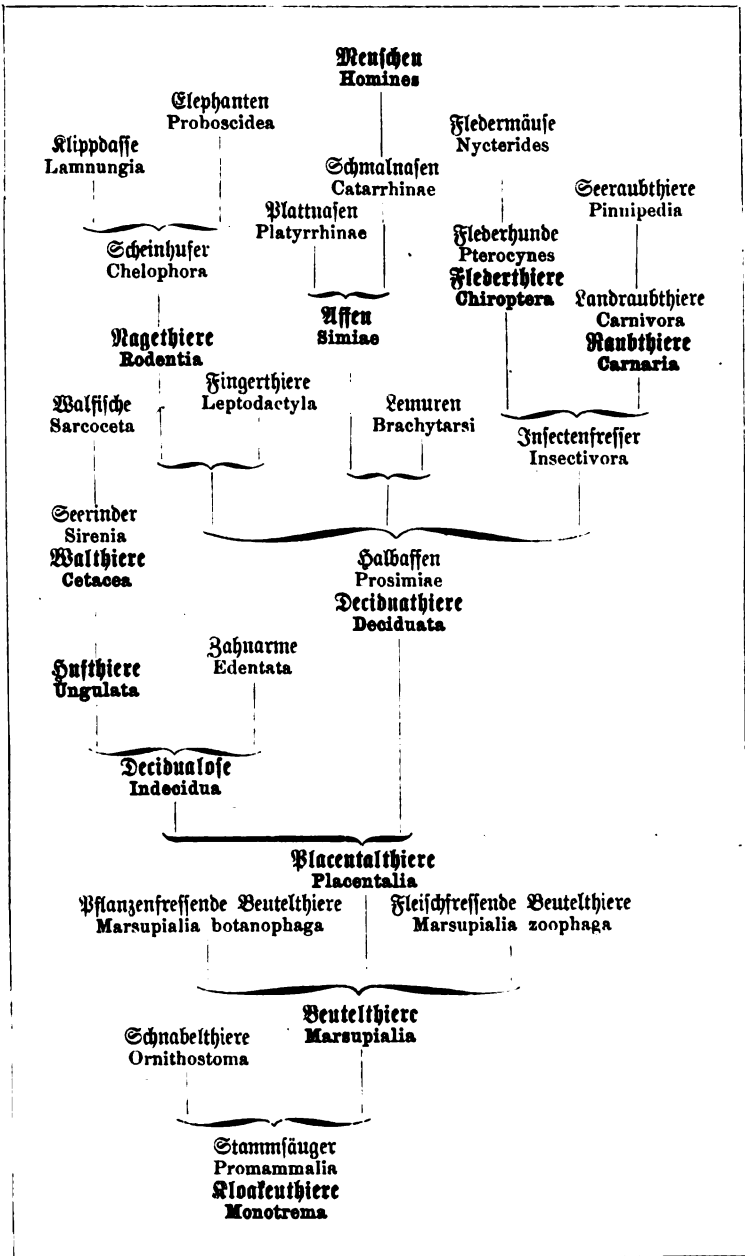 Menſchen
Homines
Elephanten
Proboscidea
Fledermäuſe
Nycterides
Klippdaſſe
Lamnungia
Schmalnaſen
Catarrhinae
Seeraubthiere
Pinnipedia
Plattnaſen
Platyrrhinae
Flederhunde
Pterocynes
Flederthiere
Chiroptera
Scheinhufer
Chelophora
Landraubthiere
Carnivora
Raubthiere
Carnaria
Affen
Simiae
Nagethiere
Rodentia
Fingerthiere
Leptodactyla
Walfiſche
Sarcoceta
Lemuren
Brachytarsi
Inſectenfreſſer
Insectivora
Seerinder
Sirenia
Walthiere
Cetacea
Halbaffen
Prosimiae
Deciduathiere
Deciduata
Zahnarme
Edentata
Hufthiere
Ungulata
Decidualoſe
Indecidua
Placentalthiere
Placentalia
Pflanzenfreſſende Beutelthiere
Marsupialia botanophaga
Fleiſchfreſſende Beutelthiere
Marsupialia zoophaga
Beutelthiere
Marsupialia
Schnabelthiere
Ornithostoma
Stammſäuger
Promammalia
Kloakenthiere
Monotrema